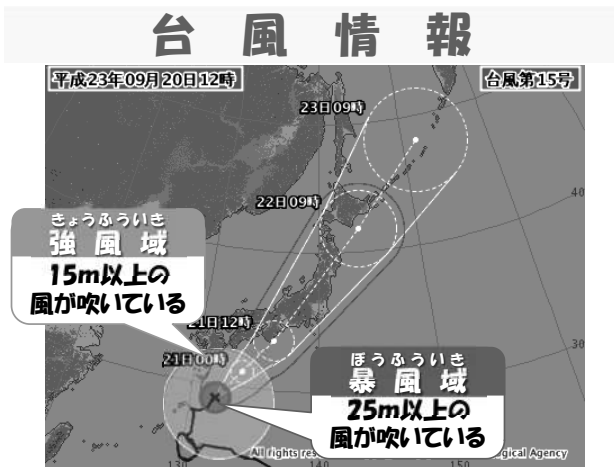 台風情報
平成23年09月20日12時
台風第15号
23日09時
22日09時
40
きょうふういき
強風域
15m以上の
風が吹いている
21日12時
30
21日00時
ぼうふういき
暴風域
25m以上の
風が吹いている
All rights res
gical Agency
130
140
150